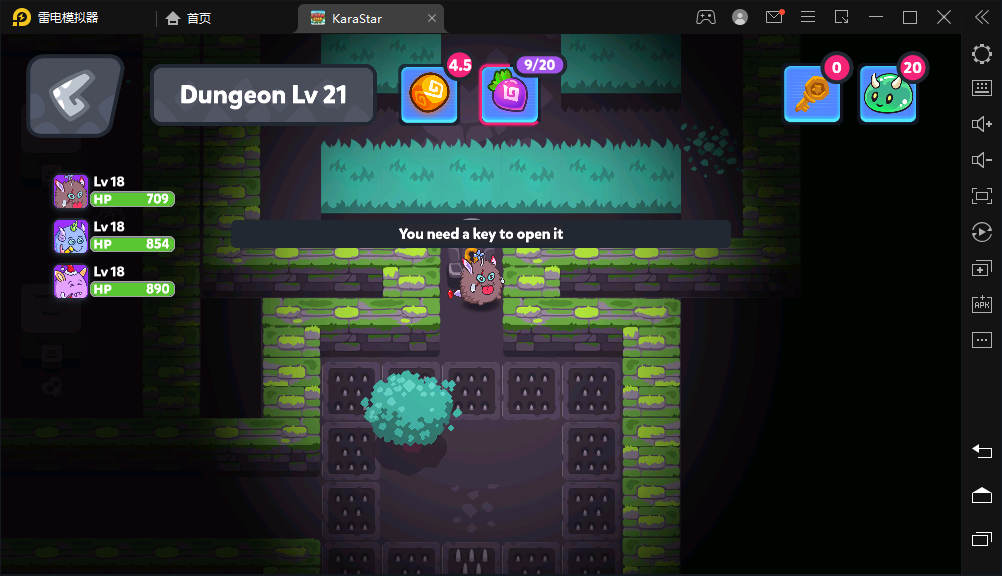 雷电模拟器
首页
KaraStar
Dungeon Lv 21
4.5
9/20
0
20
Lv 18
HP 709
Lv 18
HP 854
Lv 18
HP 890
You need a key to open it
APK